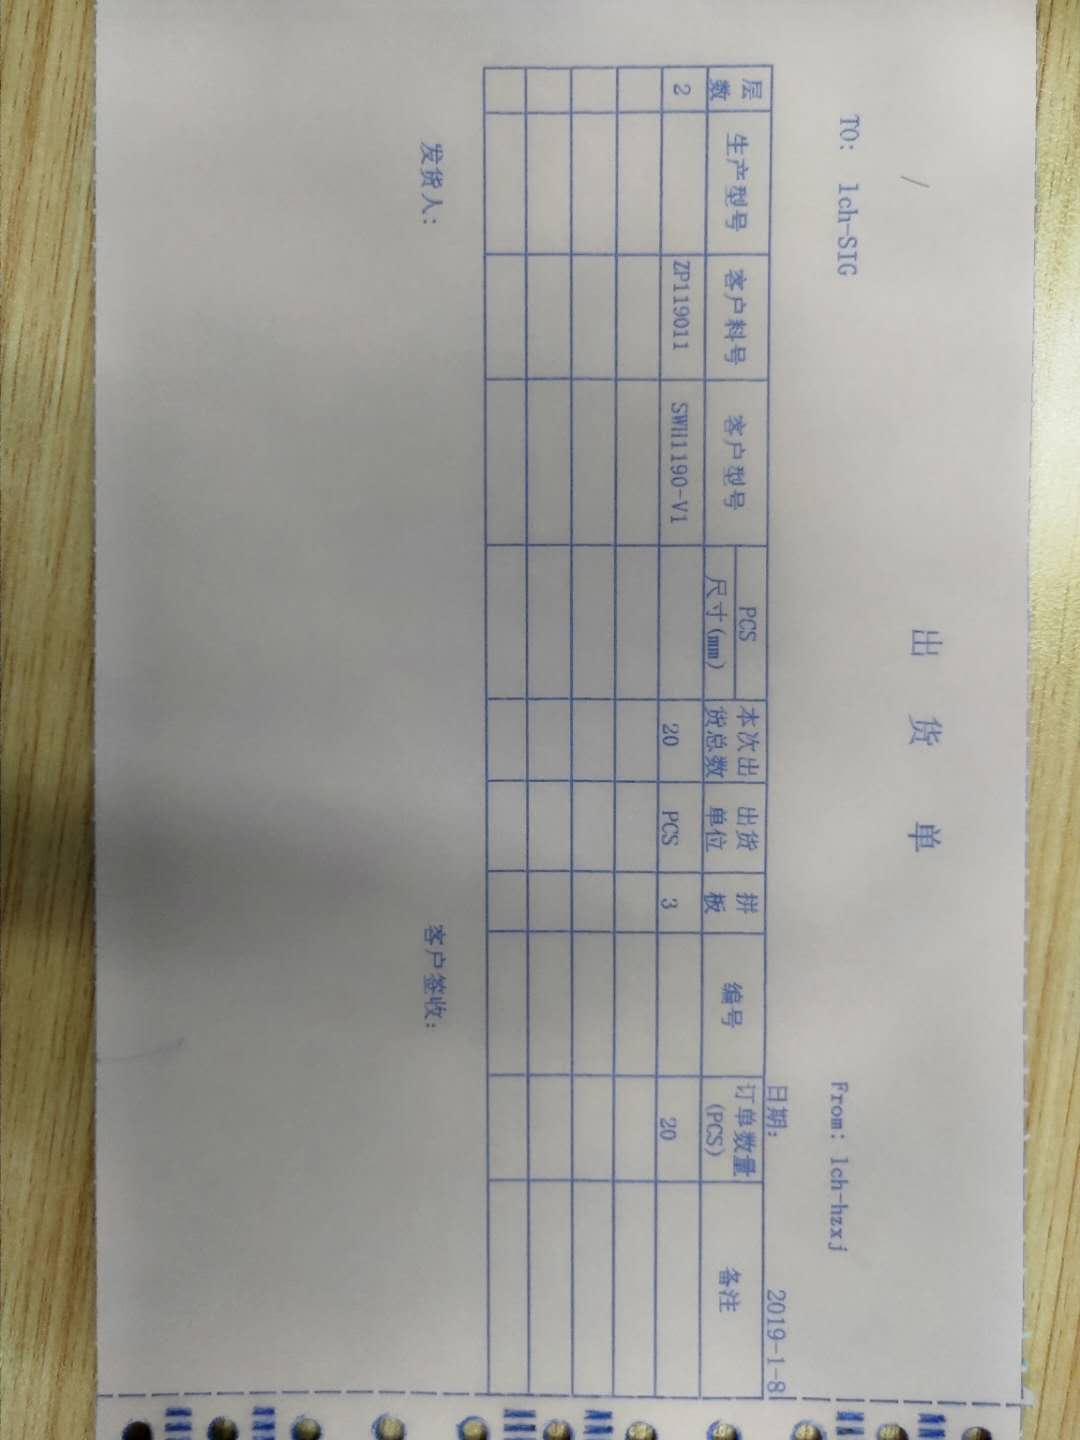 出 货 单
TO: lch-SIG
From: lch-hzxj
日期: 2019-1-8
层数 生产型号 客户料号 客户型号 PCS 尺寸(mm) 本次出货总数 出货单位 拼板 编号 订单数量(PCS) 备注
2 ZP119011 SWH1190-V1 20 PCS 3 20
发货人: 客户签收: